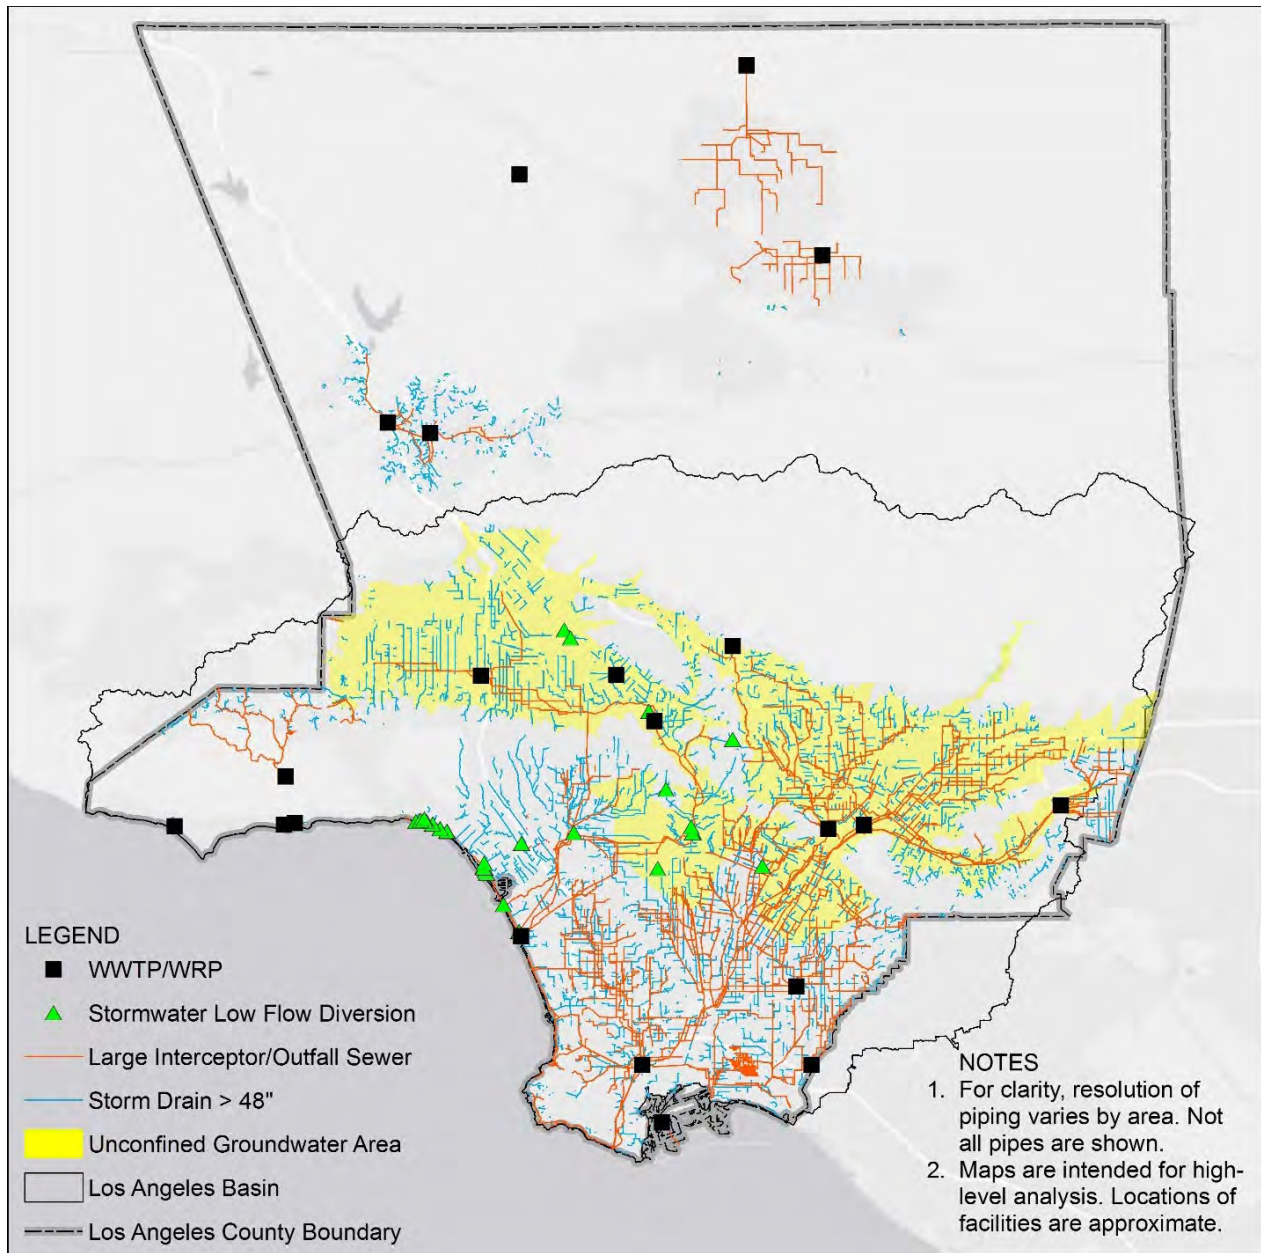 LEGEND
WWTP/WRP
Stormwater Low Flow Diversion
Large Interceptor/Outfall Sewer
Storm Drain > 48"
Unconfined Groundwater Area
Los Angeles Basin
Los Angeles County Boundary
NOTES
1. For clarity, resolution of
piping varies by area. Not
all pipes are shown.
2. Maps are intended for high-
level analysis. Locations of
facilities are approximate.